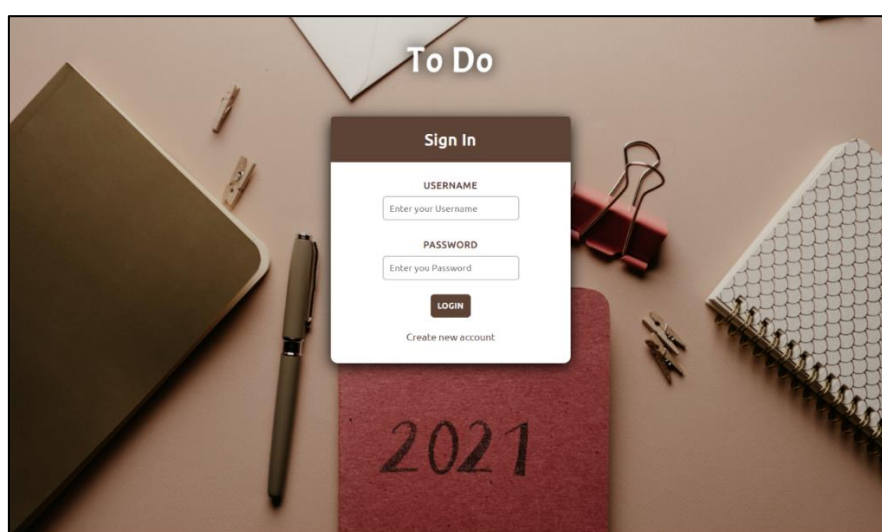 To Do
Sign In
USERNAME
Enter your Username
PASSWORD
Enter you Password
LOGIN
Create new account
2021